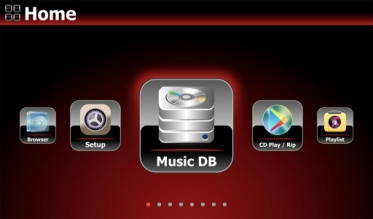 Home
Browser
Setup
Music DB
CD Play / Rip
Playlist